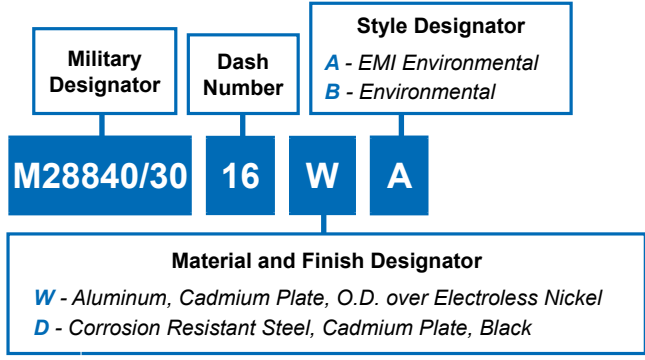 Style Designator
A - EMI Environmental
B - Environmental
Military
Designator
Dash
Number
M28840/30 16 W A
Material and Finish Designator
W - Aluminum, Cadmium Plate, O.D. over Electroless Nickel
D - Corrosion Resistant Steel, Cadmium Plate, Black